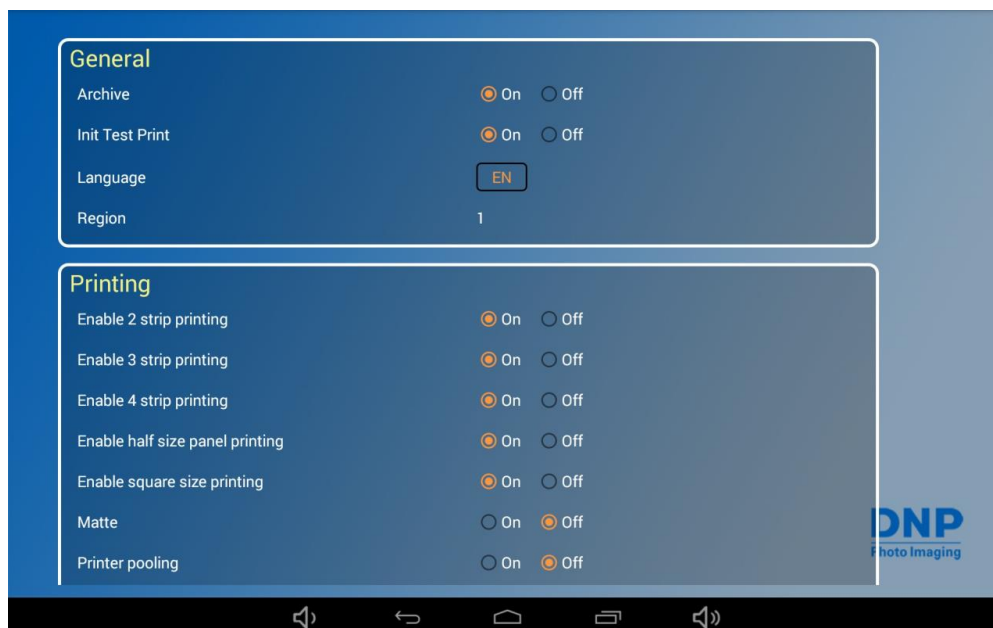 General
Archive On Off
Init Test Print On Off
Language EN
Region 1
Printing
Enable 2 strip printing On Off
Enable 3 strip printing On Off
Enable 4 strip printing On Off
Enable half size panel printing On Off
Enable square size printing On Off
Matte On Off
Printer pooling On Off
DNP
Photo Imaging